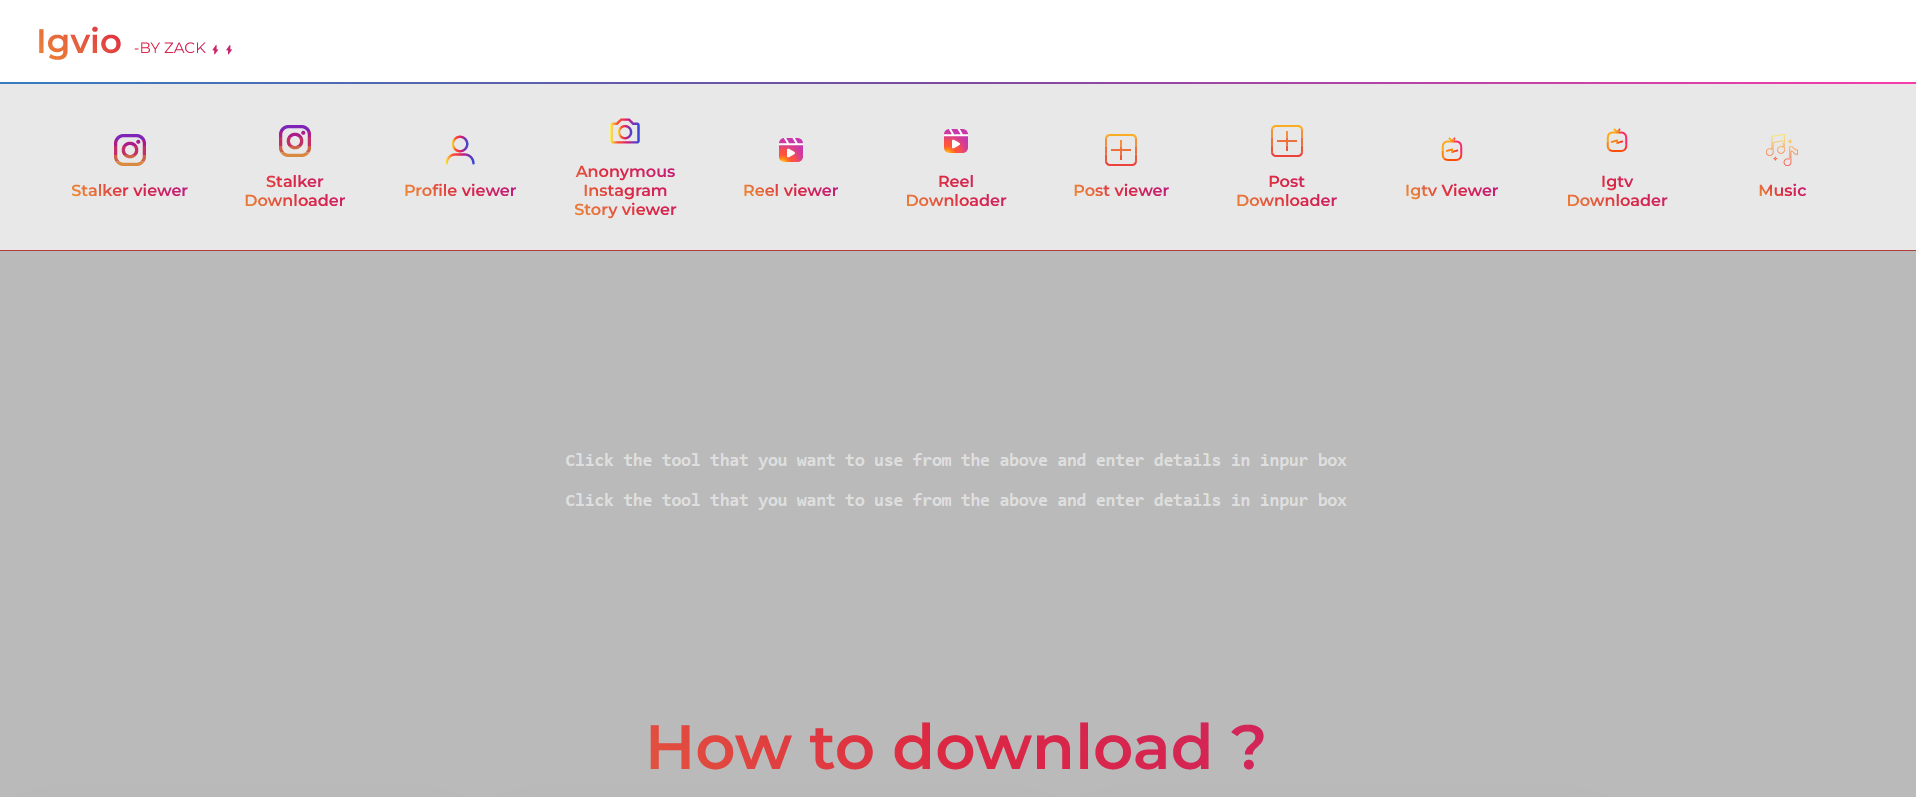 Igvio -BY ZACK
Stalker viewer
Stalker
Downloader
Profile viewer
Anonymous
Instagram
Story viewer
Reel viewer
Reel
Downloader
Post viewer
Post
Downloader
Igtv Viewer
Igtv
Downloader
Music
Click the tool that you want to use from the above and enter details in inpur box
Click the tool that you want to use from the above and enter details in inpur box
How to download ?